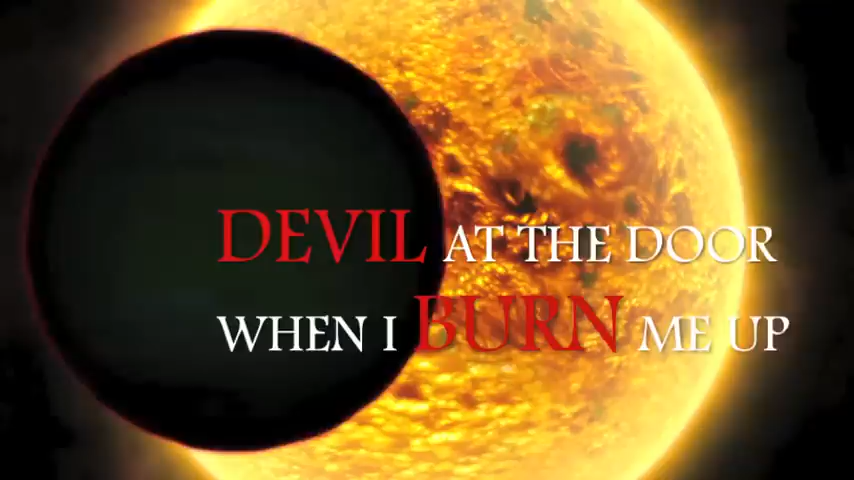 DEVIL AT THE DOOR
WHEN I BURN ME UP